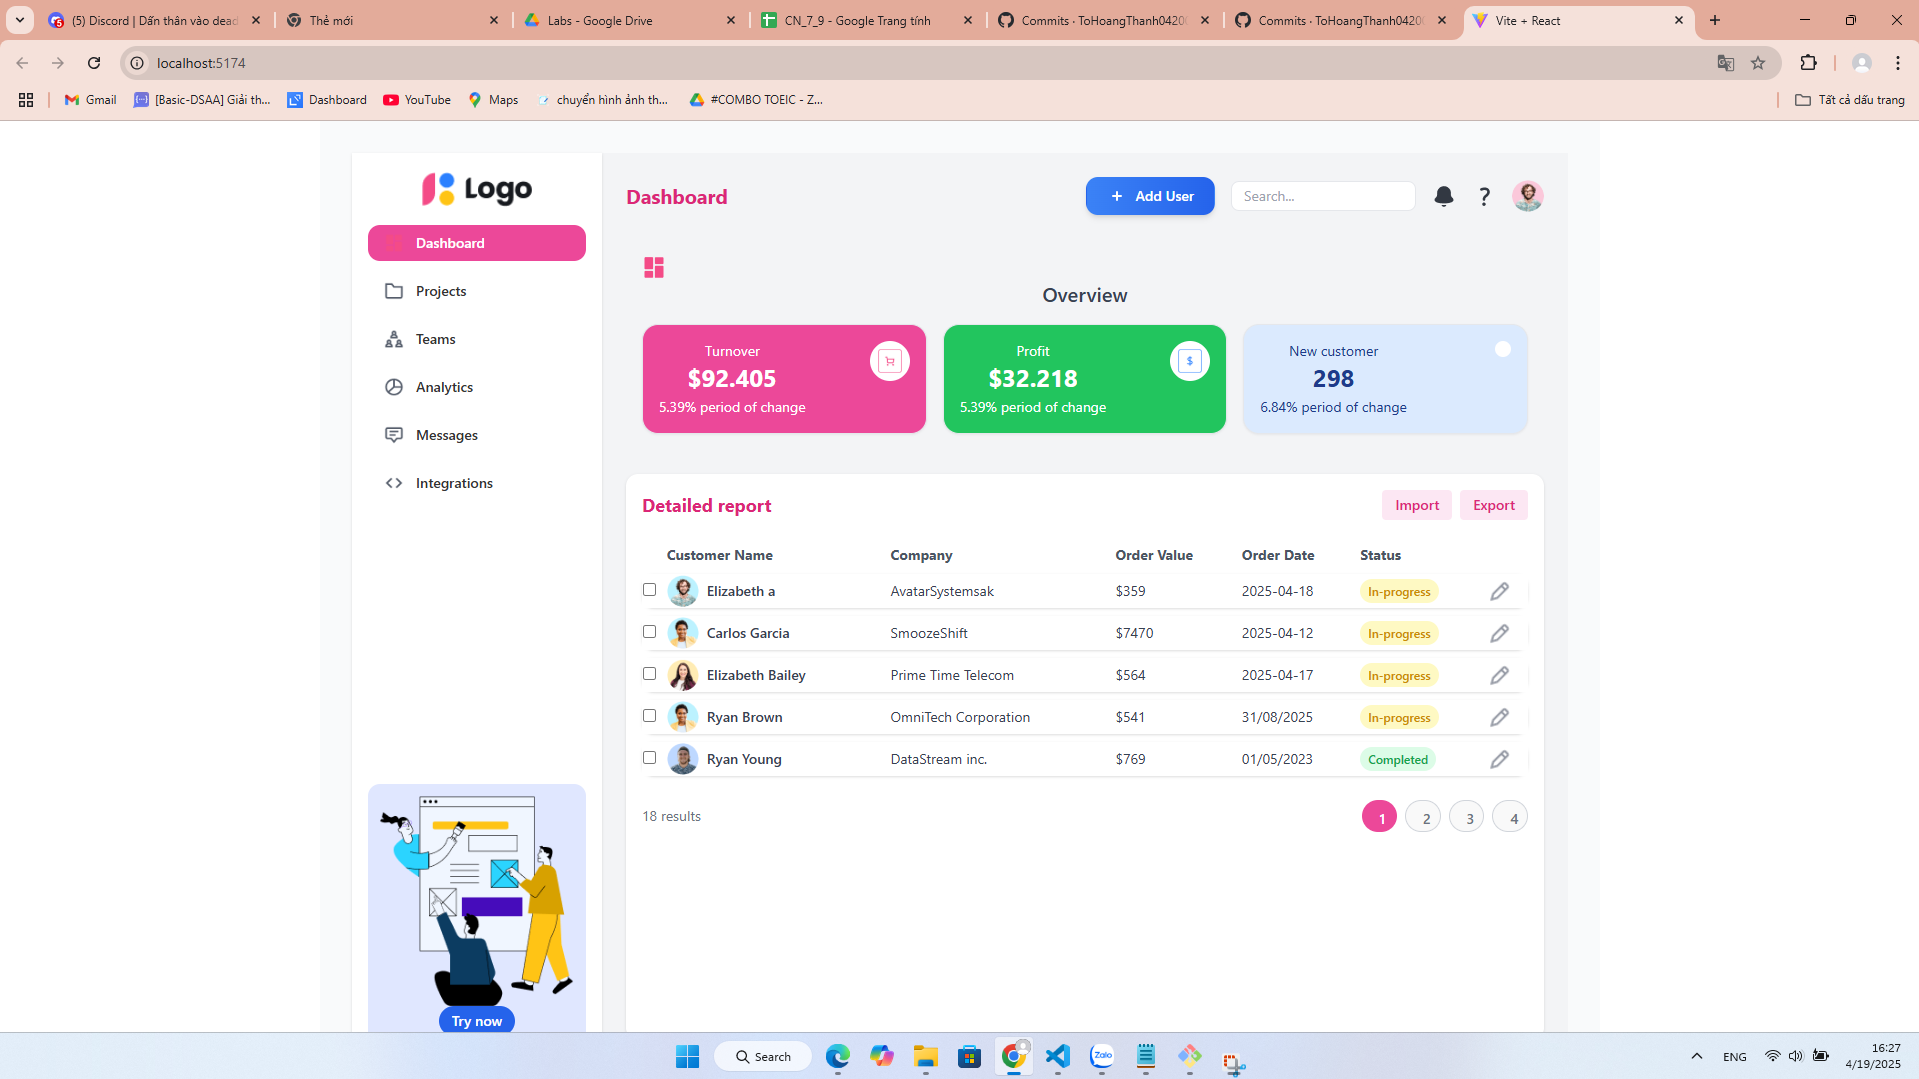 (5) Discord | Dấn thân vào dead
Thẻ mới
Labs - Google Drive
CN_7_9 - Google Trang tính
Commits · ToHoangThanh0420
Commits · ToHoangThanh0420
Vite + React
localhost:5174
Gmail
[Basic-DSAA] Giải th...
Dashboard
YouTube
Maps
chuyển hình ảnh th...
#COMBO TOEIC - Z...
Tất cả dấu trang
Logo
Dashboard
Projects
Teams
Analytics
Messages
Integrations
Try now
Dashboard
+ Add User
Search...
?
Overview
Turnover
$92.405
5.39% period of change
Profit
$32.218
5.39% period of change
$
New customer
298
6.84% period of change
Detailed report
Import
Export
Customer Name Company Order Value Order Date Status
Elizabeth a AvatarSystemsak $359 2025-04-18 In-progress
Carlos Garcia SmoozeShift $7470 2025-04-12 In-progress
Elizabeth Bailey Prime Time Telecom $564 2025-04-17 In-progress
Ryan Brown OmniTech Corporation $541 31/08/2025 In-progress
Ryan Young DataStream inc. $769 01/05/2023 Completed
18 results
1 2 3 4
Search
Zalo
ENG
16:27
4/19/2025